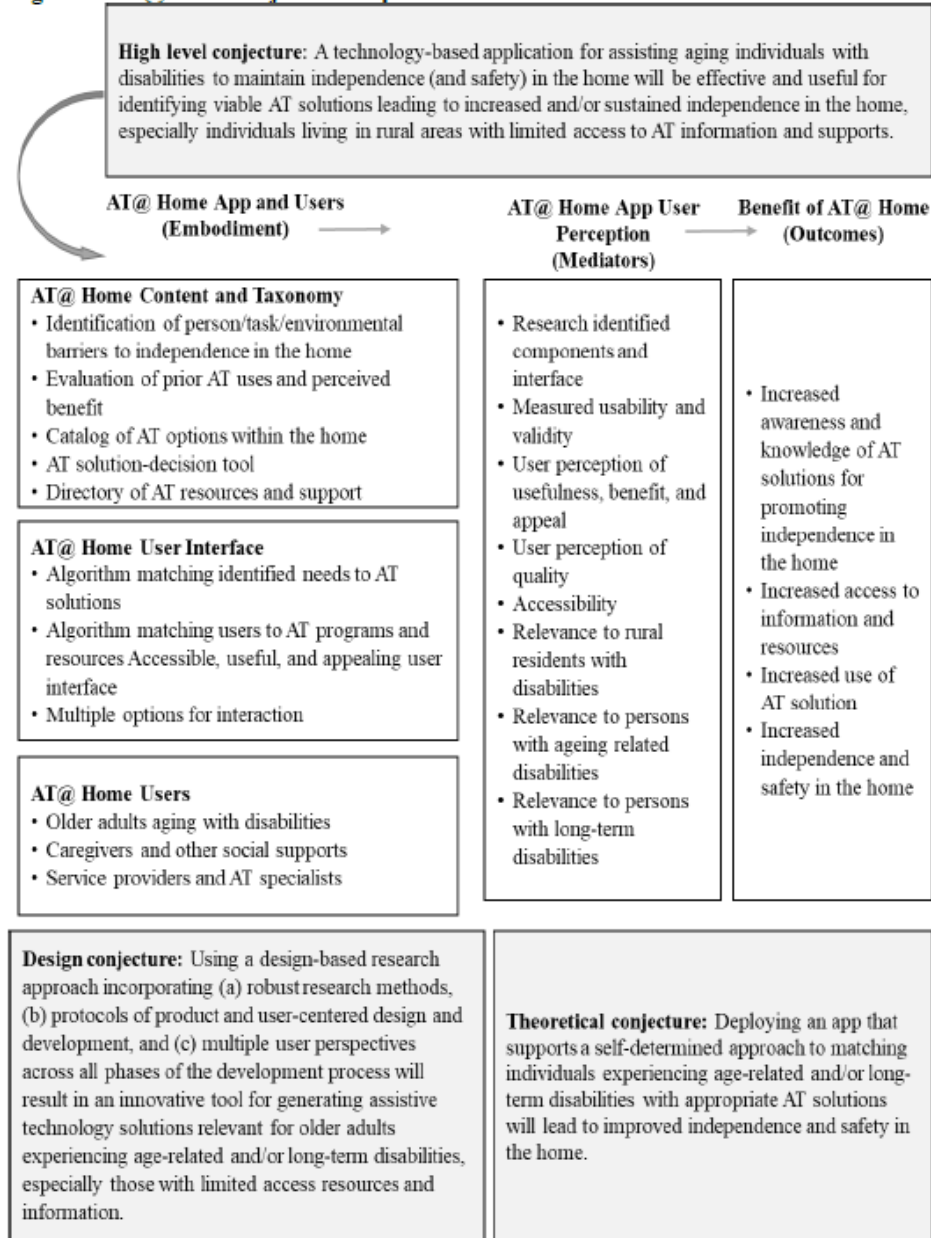 High level conjecture: A technology-based application for assisting aging individuals with
disabilities to maintain independence (and safety) in the home will be effective and useful for
identifying viable AT solutions leading to increased and/or sustained independence in the home,
especially individuals living in rural areas with limited access to AT information and supports.
AT@ Home App and Users
(Embodiment)
AT@ Home App User
Perception
(Mediators)
Benefit of AT@ Home
(Outcomes)
AT@ Home Content and Taxonomy
• Identification of person/task/environmental
barriers to independence in the home
• Evaluation of prior AT uses and perceived
benefit
• Catalog of AT options within the home
• AT solution-decision tool
• Directory of AT resources and support
AT@ Home User Interface
• Algorithm matching identified needs to AT
solutions
• Algorithm matching users to AT programs and
resources Accessible, useful, and appealing user
interface
• Multiple options for interaction
AT@ Home Users
• Older adults aging with disabilities
• Caregivers and other social supports
• Service providers and AT specialists
• Research identified
components and
interface
• Measured usability and
validity
• User perception of
usefulness, benefit, and
appeal
• User perception of
quality
• Accessibility
• Relevance to rural
residents with
disabilities
• Relevance to persons
with ageing related
disabilities
• Relevance to persons
with long-term
disabilities
• Increased
awareness and
knowledge of AT
solutions for
promoting
independence in
the home
• Increased access to
information and
resources
• Increased use of
AT solution
• Increased
independence and
safety in the home
Design conjecture: Using a design-based research
approach incorporating (a) robust research methods,
(b) protocols of product and user-centered design and
development, and (c) multiple user perspectives
across all phases of the development process will
result in an innovative tool for generating assistive
technology solutions relevant for older adults
experiencing age-related and/or long-term disabilities,
especially those with limited access resources and
information.
Theoretical conjecture: Deploying an app that
supports a self-determined approach to matching
individuals experiencing age-related and/or long-
term disabilities with appropriate AT solutions
will lead to improved independence and safety in
the home.